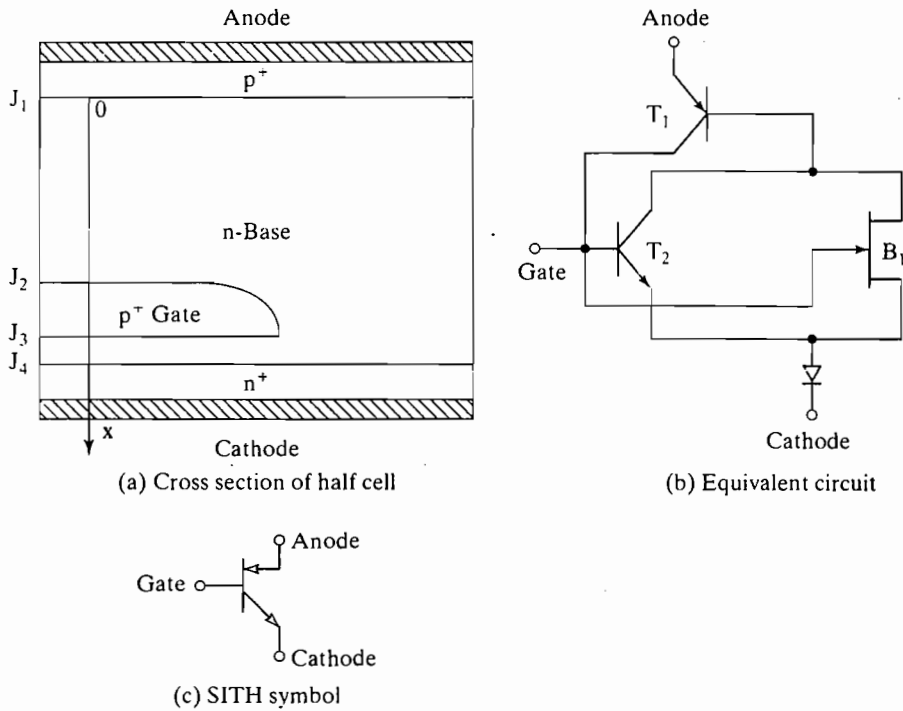 Anode
p⁺
J₁
0
n-Base
J₂
p⁺ Gate
J₃
J₄
n⁺
x
Cathode
(a) Cross section of half cell
Anode
T₁
T₂
Gate
B₁
Cathode
(b) Equivalent circuit
Anode
Gate
Cathode
(c) SITH symbol